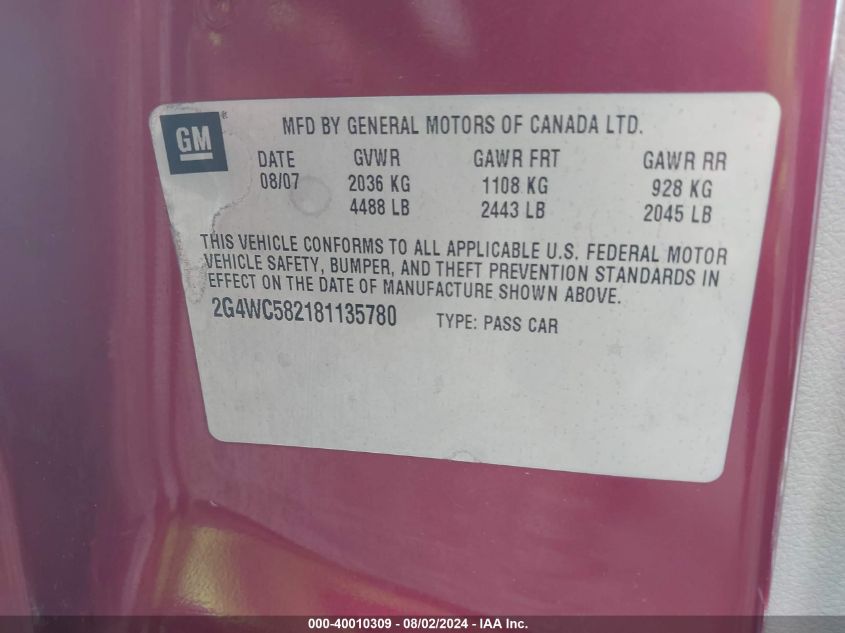 GM®
MFD BY GENERAL MOTORS OF CANADA LTD.
DATE GVWR GAWR FRT GAWR RR
08/07 2036 KG 1108 KG 928 KG
4488 LB 2443 LB 2045 LB
THIS VEHICLE CONFORMS TO ALL APPLICABLE U.S. FEDERAL MOTOR
VEHICLE SAFETY, BUMPER, AND THEFT PREVENTION STANDARDS IN
EFFECT ON THE DATE OF MANUFACTURE SHOWN ABOVE.
2G4WC582181135780 TYPE: PASS CAR
000-40010309 - 08/02/2024 - IAA Inc.